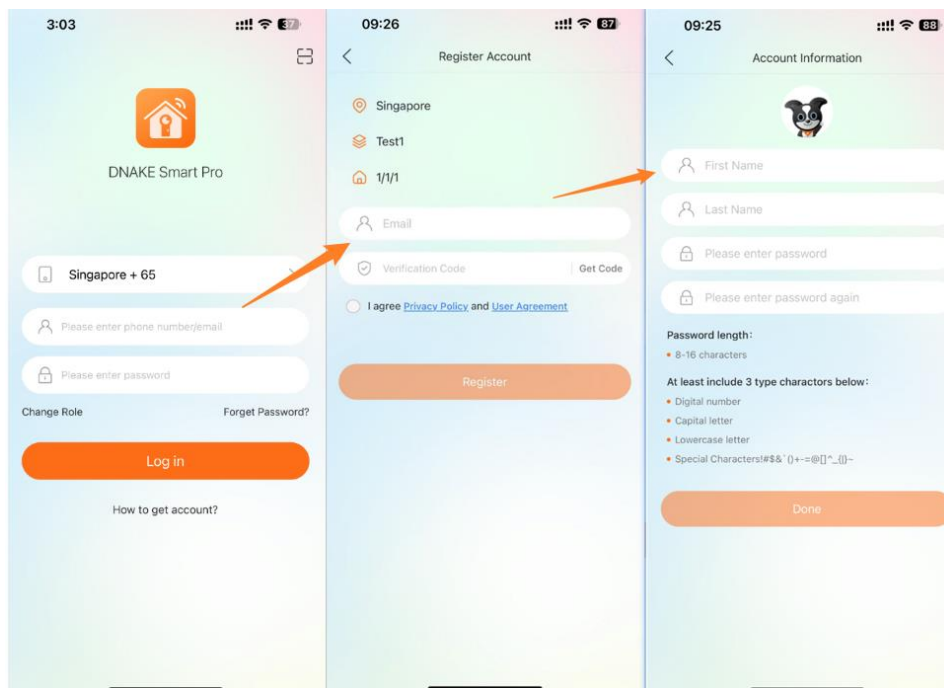 3:03
37
DNAKE Smart Pro
Singapore + 65
Please enter phone number/email
Please enter password
Change Role
Forget Password?
Log in
How to get account?
09:26
87
Register Account
Singapore
Test1
1/1/1
Email
Verification Code
Get Code
I agree Privacy Policy and User Agreement
Register
09:25
88
Account Information
First Name
Last Name
Please enter password
Please enter password again
Password length:
• 8-16 characters
At least include 3 type charactors below:
• Digital number
• Capital letter
• Lowercase letter
• Special Characters!#$&`()+-=@[]^_{|}~
Done